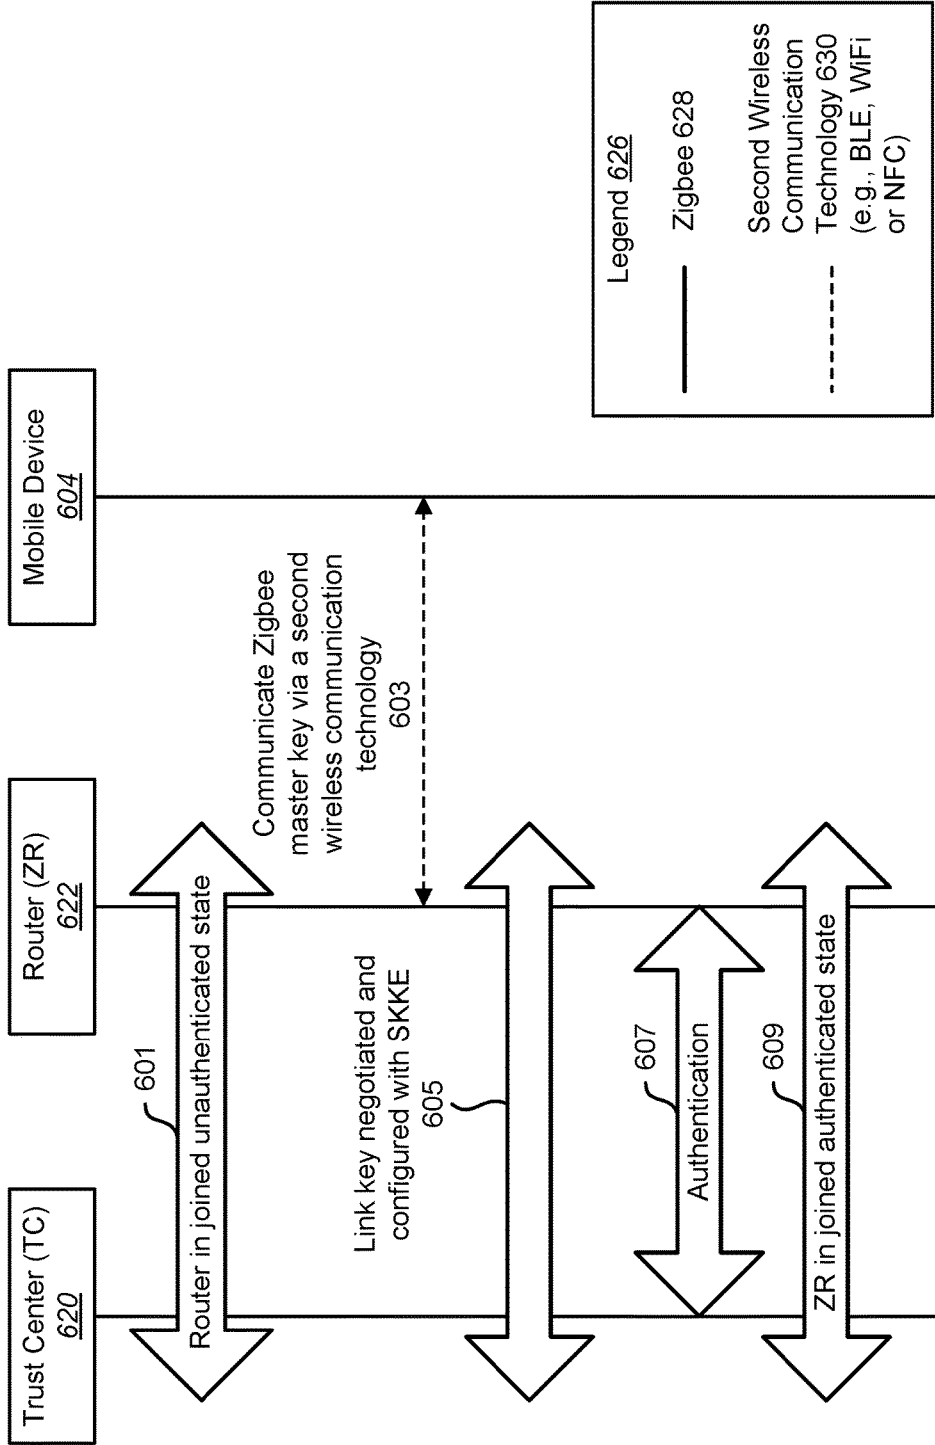 Trust Center (TC)
620
Router (ZR)
622
Mobile Device
604
601
Router in joined unauthenticated state
Communicate Zigbee
master key via a second
wireless communication
technology
603
Link key negotiated and
configured with SKKE
605
607
Authentication
609
ZR in joined authenticated state
Legend 626
Zigbee 628
Second Wireless
Communication
Technology 630
(e.g., BLE, WiFi
or NFC)